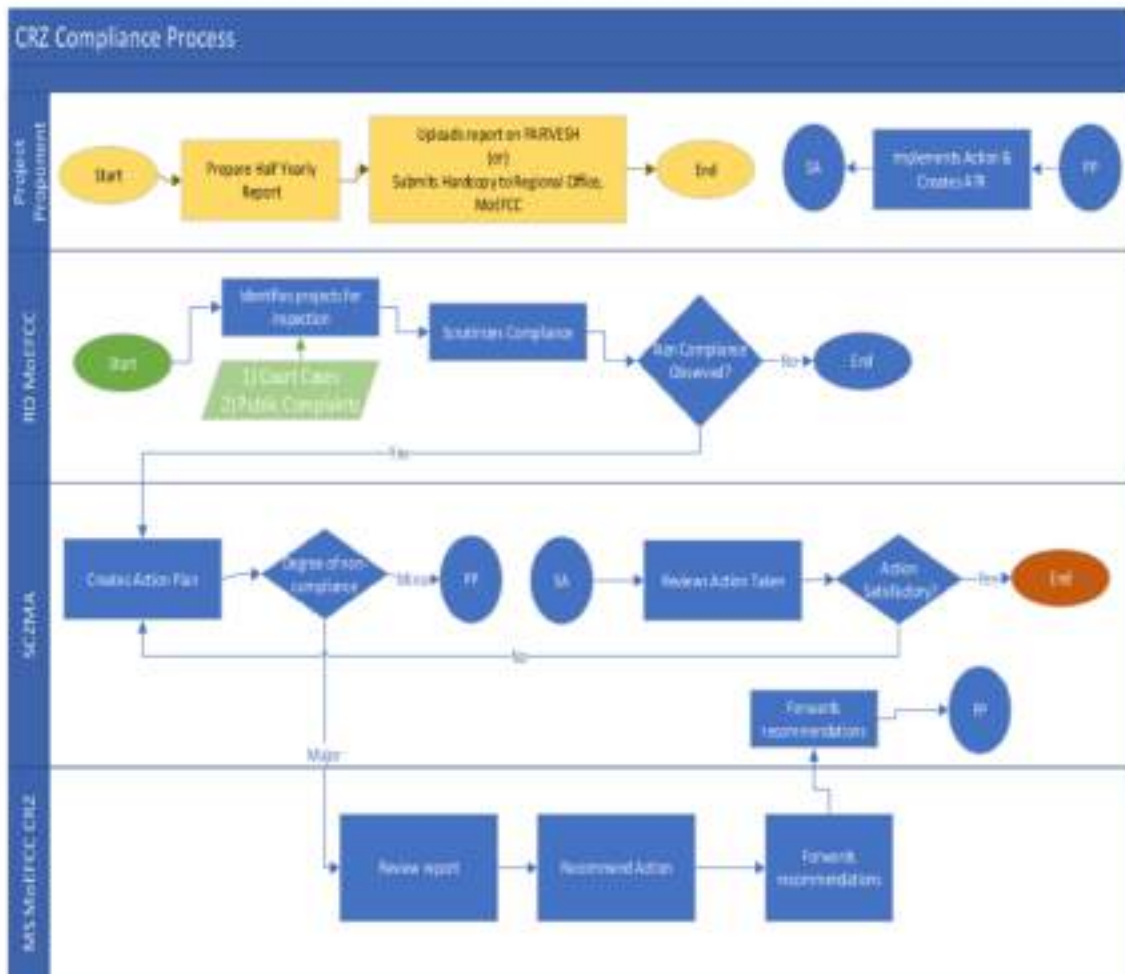 CRZ Compliance Process
Project
Proponent
Start
Prepare Half Yearly
Report
Uploads report on PARVESH
(or)
Submits Hardcopy to Regional Office,
MoEFCC
End
SA
Implements Action &
Creates ATR
PP
RO MoEFCC
Start
Identifies projects for
Inspection
1) Court Cases
2) Public Complaints
Scrutinizes Compliance
Non Compliance
Observed?
No
End
Yes
SCZMA
Creates Action Plan
Degree of non-
compliance
Minor
PP
SA
Reviews Action Taken
Action
Satisfactory?
Yes
End
No
Forwards
recommendations
PP
Major
MS MoEFCC CRZ
Review report
Recommend Action
Forwards
recommendations